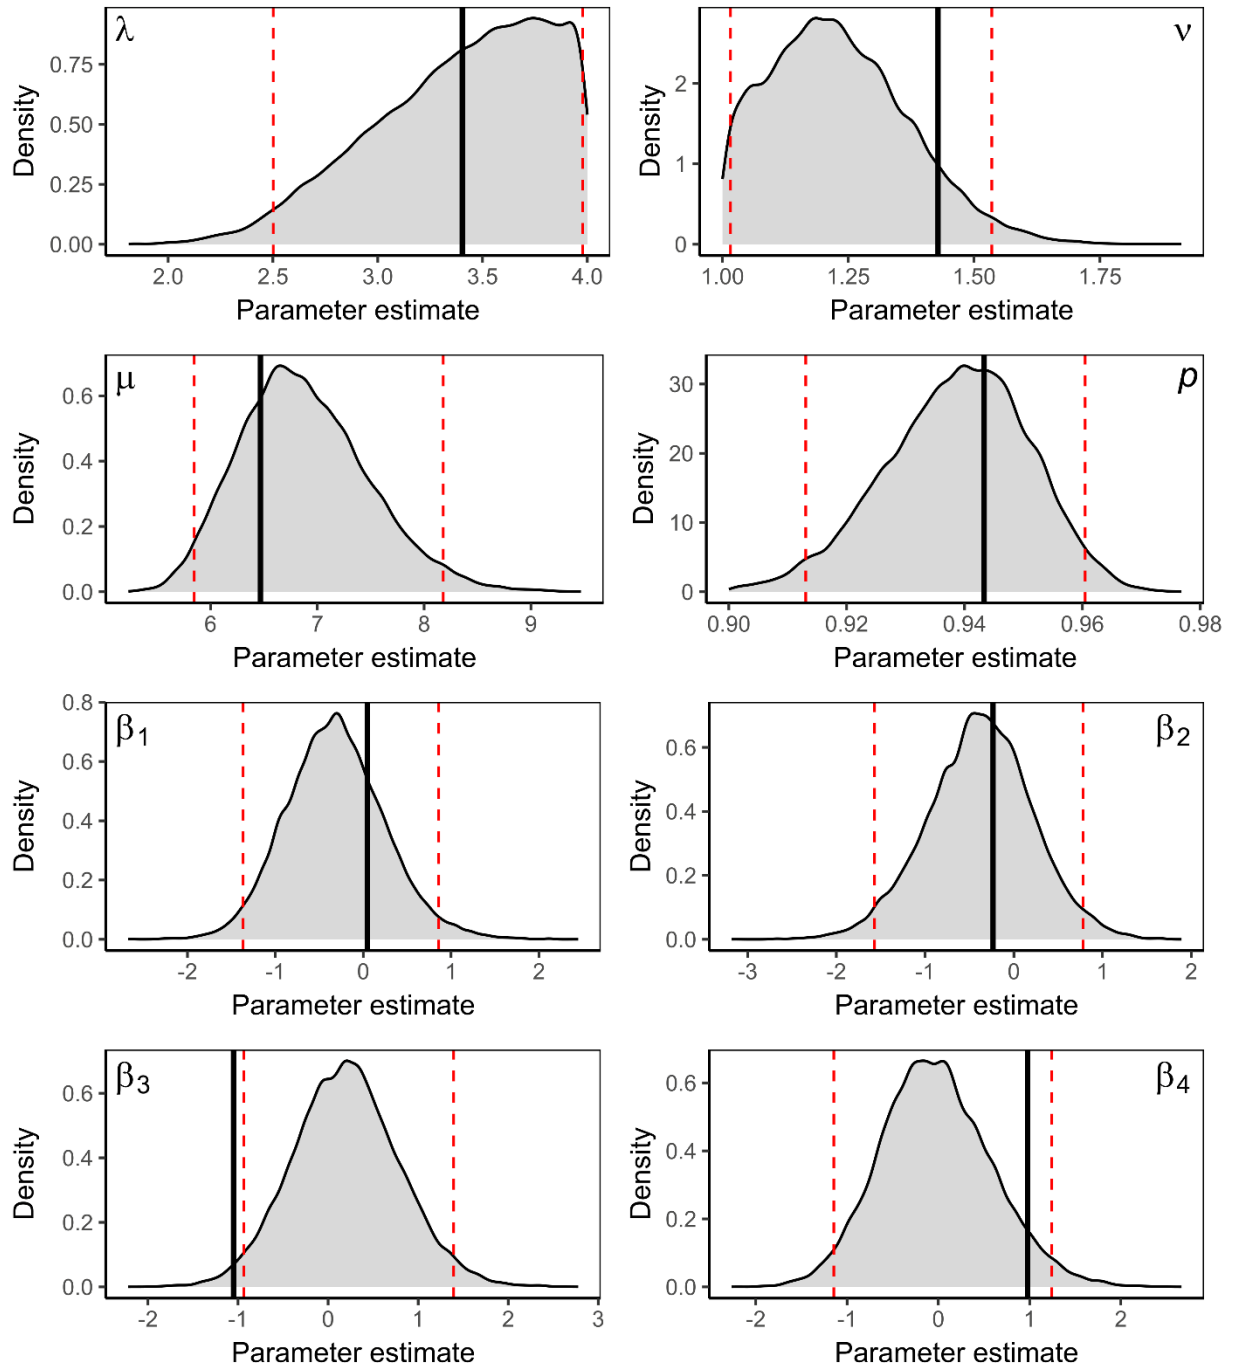 λ
Density
0.75
0.50
0.25
0.00
2.0 2.5 3.0 3.5 4.0
Parameter estimate
ν
Density
2
1
0
1.00 1.25 1.50 1.75
Parameter estimate
μ
Density
0.6
0.4
0.2
0.0
6 7 8 9
Parameter estimate
p
Density
30
20
10
0
0.90 0.92 0.94 0.96 0.98
Parameter estimate
β1
Density
0.8
0.6
0.4
0.2
0.0
-2 -1 0 1 2
Parameter estimate
β2
Density
0.6
0.4
0.2
0.0
-3 -2 -1 0 1 2
Parameter estimate
β3
Density
0.6
0.4
0.2
0.0
-2 -1 0 1 2 3
Parameter estimate
β4
Density
0.6
0.4
0.2
0.0
-2 -1 0 1 2
Parameter estimate